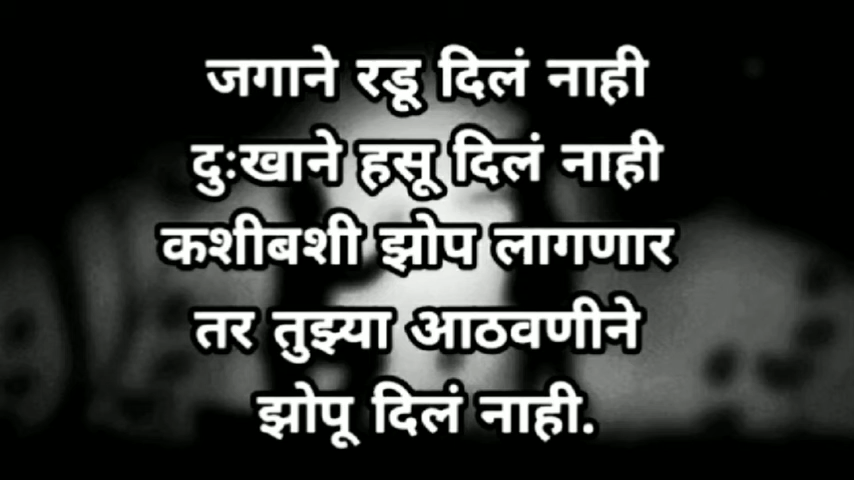 जगाने रडू दिलं नाही
दुःखाने हसू दिलं नाही
कशीबशी झोप लागणार
तर तुझ्या आठवणीने
झोपू दिलं नाही.